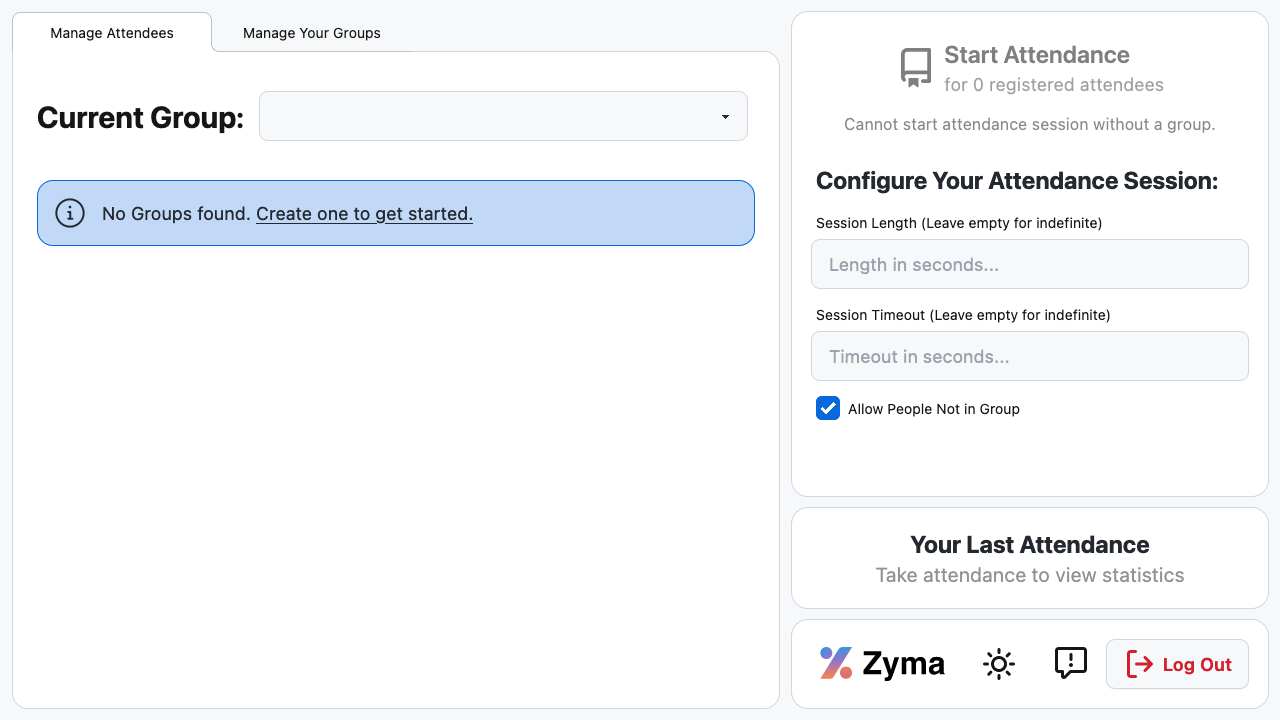 Manage Attendees
Manage Your Groups
Current Group:
No Groups found. Create one to get started.
Start Attendance
for 0 registered attendees
Cannot start attendance session without a group.
Configure Your Attendance Session:
Session Length (Leave empty for indefinite)
Length in seconds...
Session Timeout (Leave empty for indefinite)
Timeout in seconds...
Allow People Not in Group
Your Last Attendance
Take attendance to view statistics
Zyma
Log Out